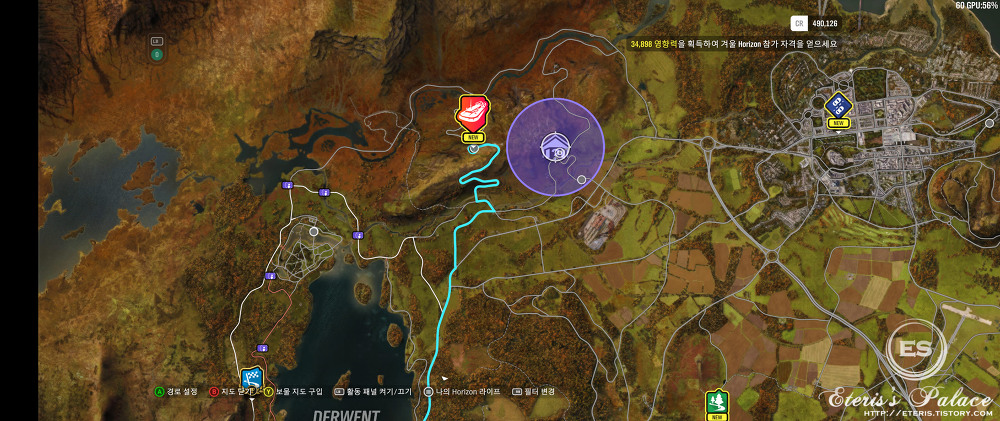 60 GPU:56%
CR 490,126
34,898 영향력을 획득하여 겨울 Horizon 참가 자격을 얻으세요
NEW
NEW
A 경로 설정 B 지도 닫기 Y 보물 지도 구입 활동 패널 켜기/끄기 나의 Horizon 라이프 필터 변경
DERWENT
NEW
ES
Eteris's Palace
HTTP://ETERIS.TISTORY.COM